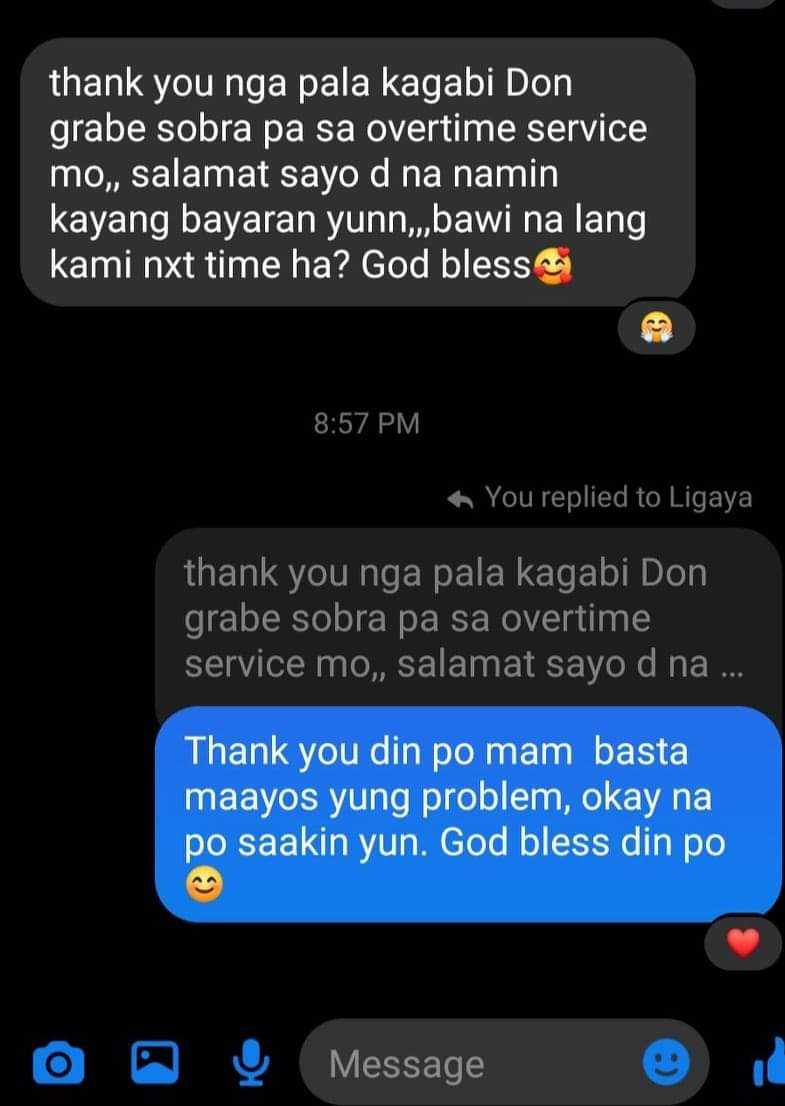 thank you nga pala kagabi Don
grabe sobra pa sa overtime service
mo,, salamat sayo d na namin
kayang bayaran yunn,,,bawi na lang
kami nxt time ha? God bless🥰
🤗
8:57 PM
You replied to Ligaya
thank you nga pala kagabi Don
grabe sobra pa sa overtime
service mo,, salamat sayo d na ...
Thank you din po mam  basta
maayos yung problem, okay na
po saakin yun. God bless din po
😊
❤️
Message